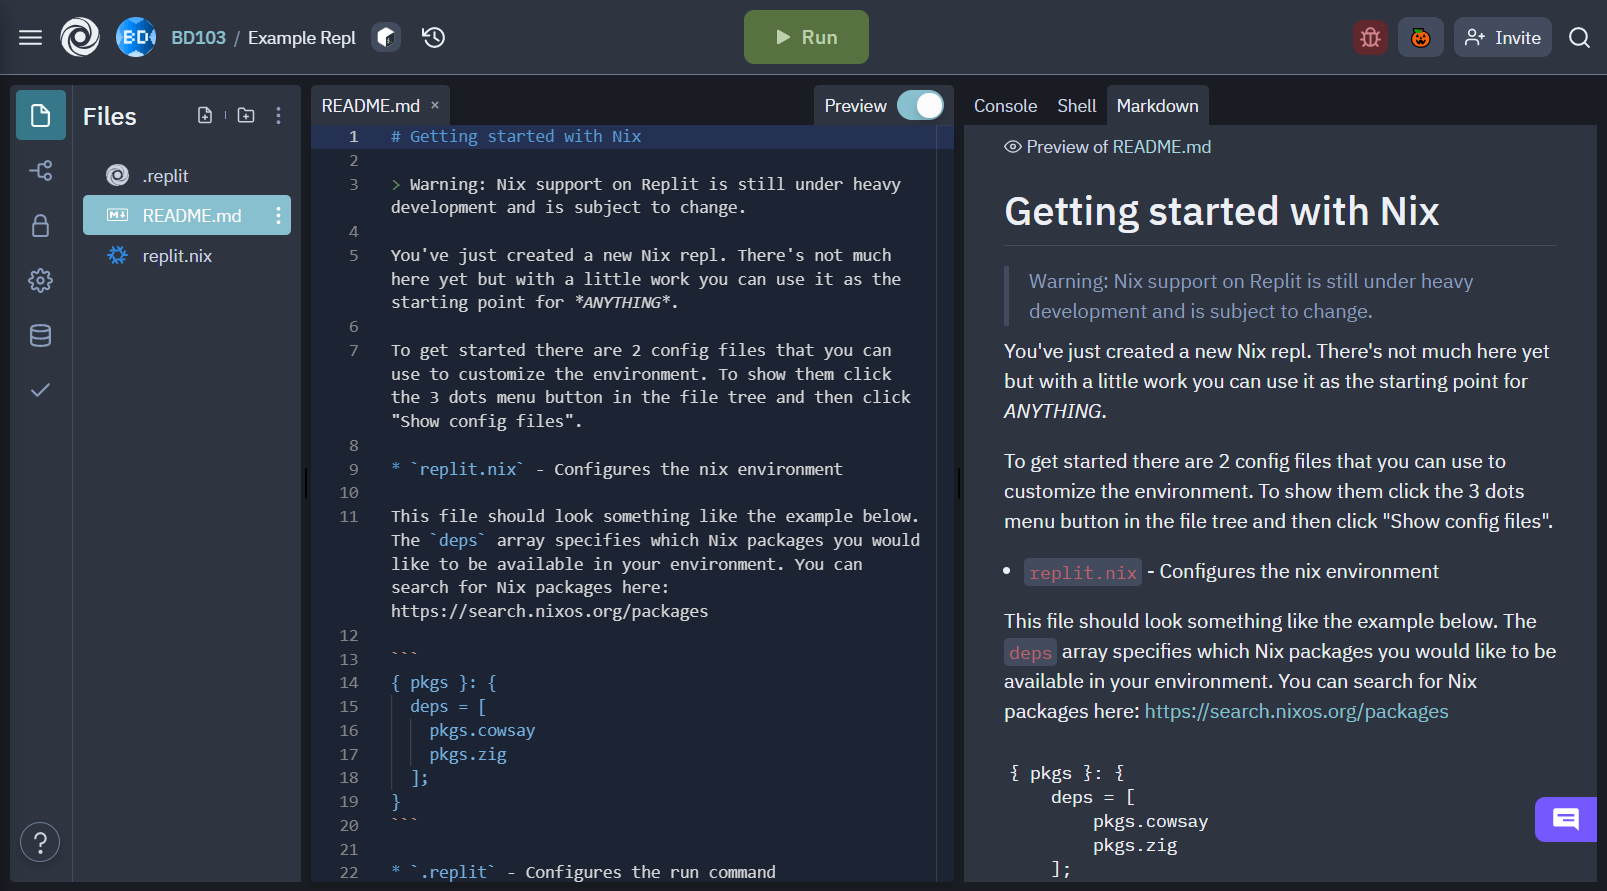 BD BD103 / Example Repl
Run
Invite
Files
.replit
README.md
replit.nix
?
README.md ×
Preview
1 # Getting started with Nix
2
3 > Warning: Nix support on Replit is still under heavy
development and is subject to change.
4
5 You've just created a new Nix repl. There's not much
here yet but with a little work you can use it as the
starting point for *ANYTHING*.
6
7 To get started there are 2 config files that you can
use to customize the environment. To show them click
the 3 dots menu button in the file tree and then click
"Show config files".
8
9 * `replit.nix` - Configures the nix environment
10
11 This file should look something like the example below.
The `deps` array specifies which Nix packages you would
like to be available in your environment. You can
search for Nix packages here:
https://search.nixos.org/packages
12
13 ```
14 { pkgs }: {
15 deps = [
16 pkgs.cowsay
17 pkgs.zig
18 ];
19 }
20 ```
21
22 * `.replit` - Configures the run command
Console Shell Markdown
Preview of README.md
Getting started with Nix
Warning: Nix support on Replit is still under heavy
development and is subject to change.
You've just created a new Nix repl. There's not much here yet
but with a little work you can use it as the starting point for
ANYTHING.
To get started there are 2 config files that you can use to
customize the environment. To show them click the 3 dots
menu button in the file tree and then click "Show config files".
• replit.nix - Configures the nix environment
This file should look something like the example below. The
deps array specifies which Nix packages you would like to be
available in your environment. You can search for Nix
packages here: https://search.nixos.org/packages
{ pkgs }: {
deps = [
pkgs.cowsay
pkgs.zig
];